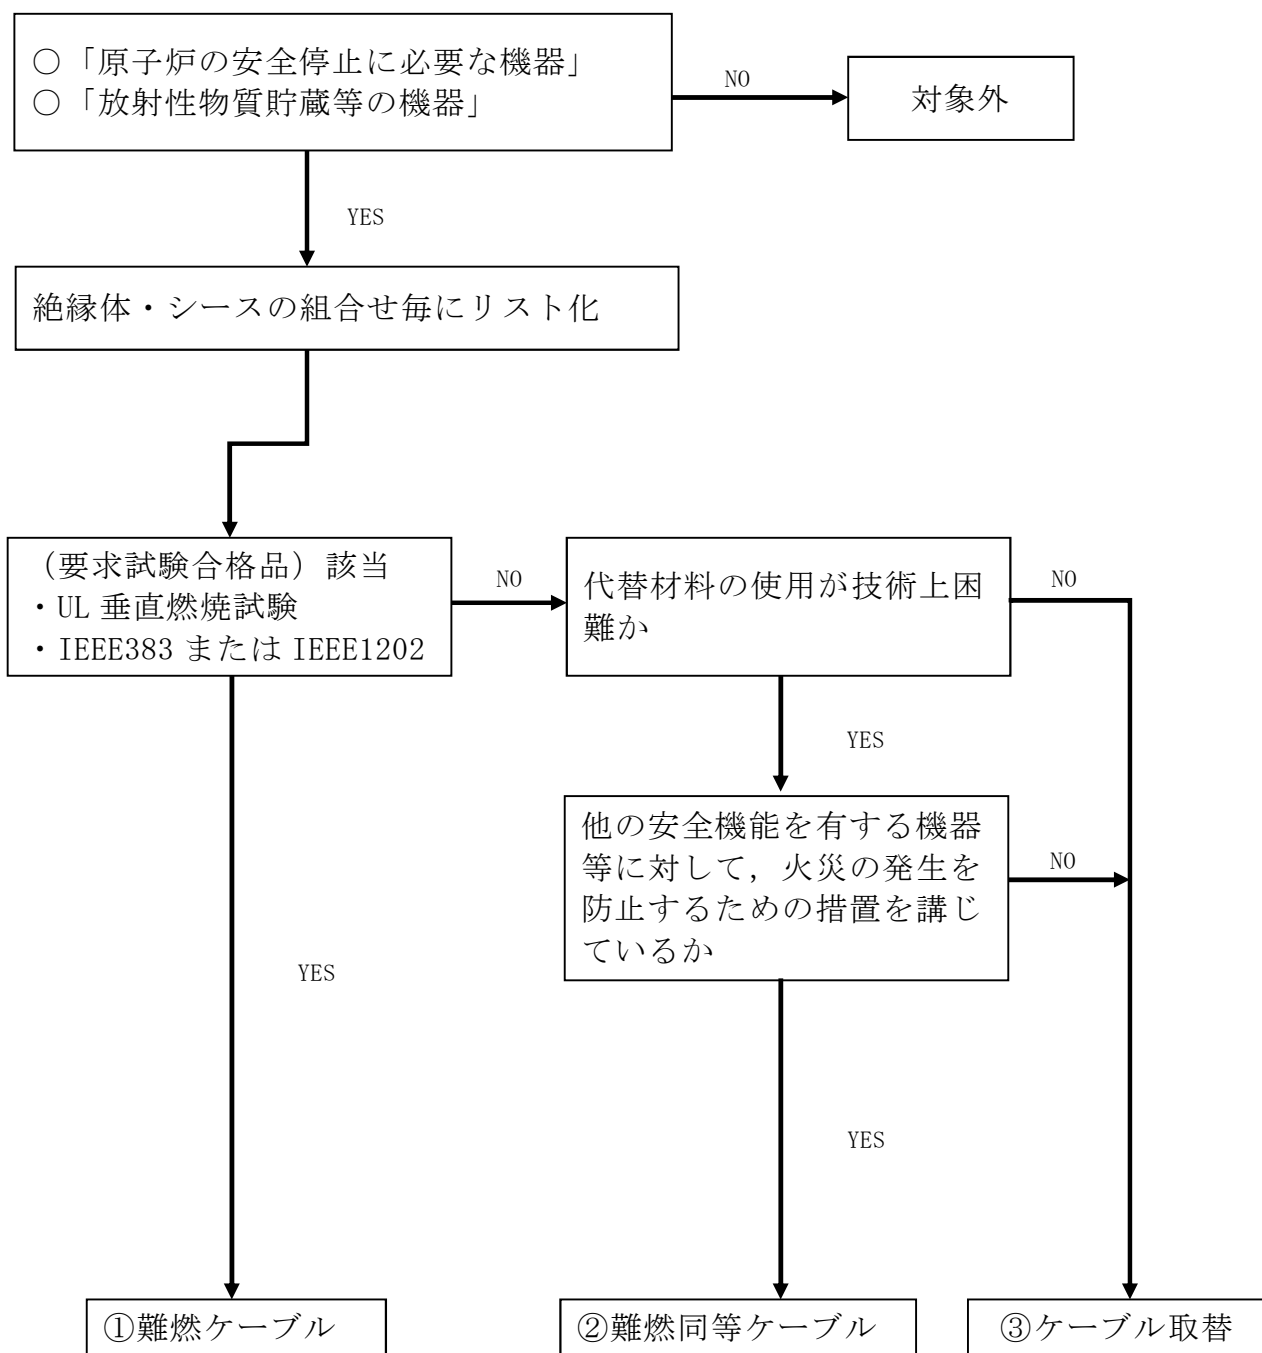 ○「原子炉の安全停止に必要な機器」
○「放射性物質貯蔵等の機器」
NO
対象外
YES
絶縁体・シースの組合せ毎にリスト化
（要求試験合格品）該当
・UL 垂直燃焼試験
・IEEE383 または IEEE1202
NO
代替材料の使用が技術上困
難か
NO
YES
他の安全機能を有する機器
等に対して，火災の発生を
防止するための措置を講じ
ているか
NO
YES
YES
①難燃ケーブル
②難燃同等ケーブル
③ケーブル取替